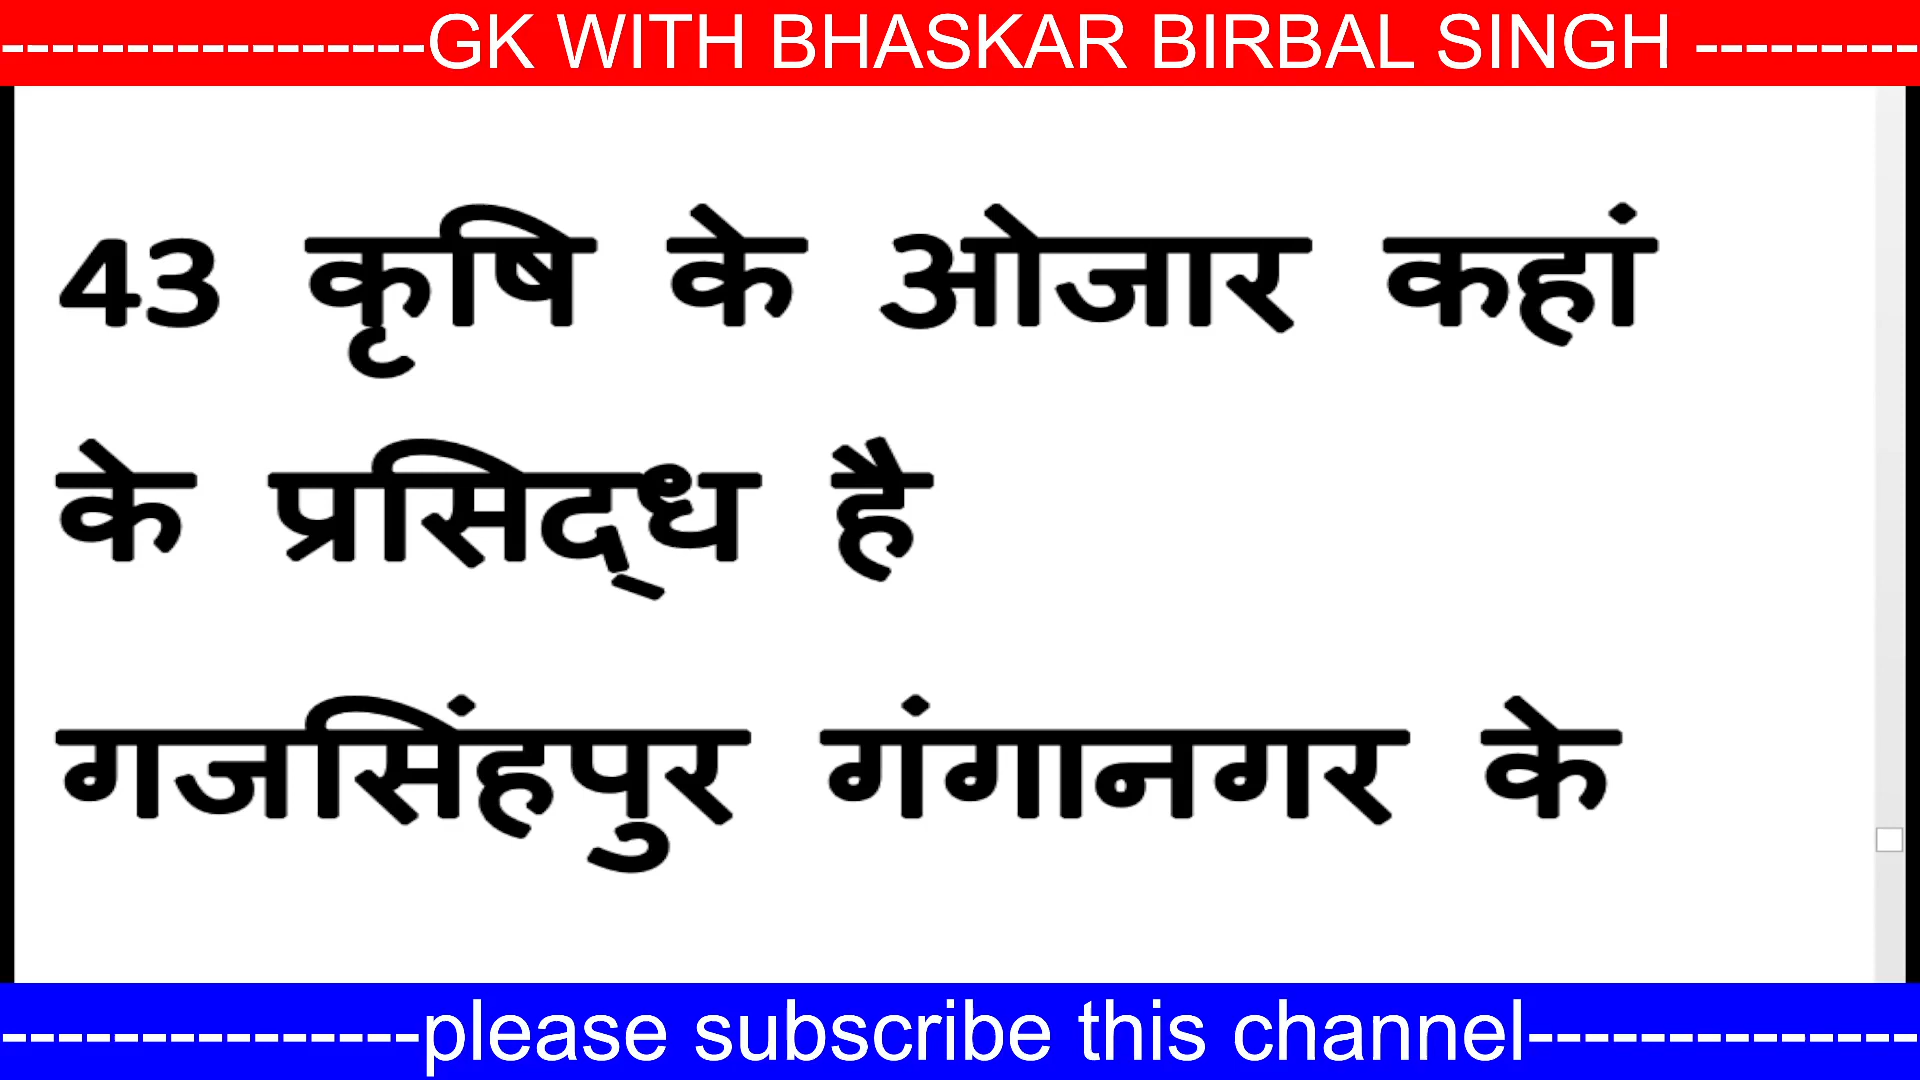 -----------------GK WITH BHASKAR BIRBAL SINGH ---------
43 कृषि के ओजार कहां
के प्रसिद्ध है
गजसिंहपुर गंगानगर के
---------------please subscribe this channel---------------